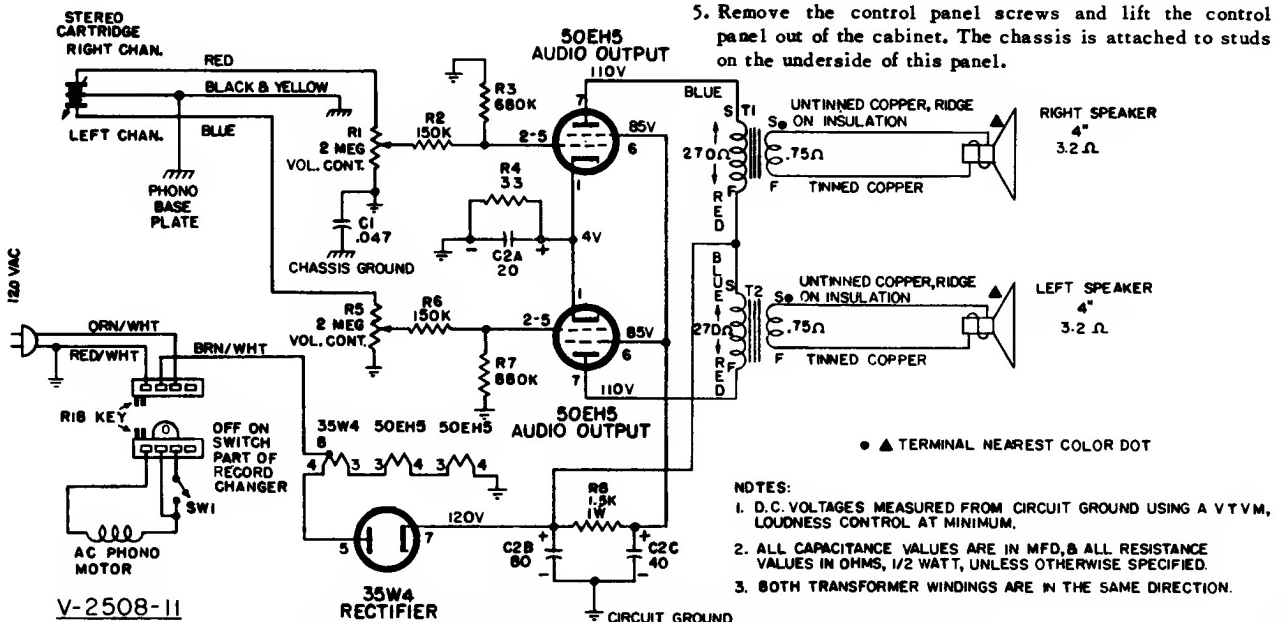 5. Remove the control panel screws and lift the control
panel out of the cabinet. The chassis is attached to studs
on the underside of this panel.
STEREO
CARTRIDGE
RIGHT CHAN.
RED
BLACK & YELLOW
LEFT CHAN.
BLUE
PHONO
BASE
PLATE
R1
2 MEG
VOL. CONT.
R2
150K
R3
680K
C1
.047
CHASSIS GROUND
R4
33
C2A
20
- +
4V
50EH5
AUDIO OUTPUT
110V
7
2-5
85V
6
1
BLUE
S T1
270Ω
RED
F
S
.75Ω
F
UNTINNED COPPER, RIDGE
ON INSULATION
TINNED COPPER
RIGHT SPEAKER
4"
3.2 Ω
R5
2 MEG
VOL. CONT.
R6
150K
R7
680K
1
2-5
85V
6
7
110V
50EH5
AUDIO OUTPUT
BLUE
S T2
270Ω
RED
F
S
.75Ω
F
UNTINNED COPPER, RIDGE
ON INSULATION
TINNED COPPER
LEFT SPEAKER
4"
3.2 Ω
120 VAC
ORN/WHT
RED/WHT
BRN/WHT
RIB KEY
OFF ON
SWITCH
PART OF
RECORD
CHANGER
SW1
AC PHONO
MOTOR
35W4 50EH5 50EH5
6
4 3 3 4 3 4
5
7
120V
35W4
RECTIFIER
R8
1.5K
1W
+
C2B
80
-
+
C2C
40
-
CIRCUIT GROUND
● ▲ TERMINAL NEAREST COLOR DOT
NOTES:
1. D.C. VOLTAGES MEASURED FROM CIRCUIT GROUND USING A VTVM,
LOUDNESS CONTROL AT MINIMUM.
2. ALL CAPACITANCE VALUES ARE IN MFD, & ALL RESISTANCE
VALUES IN OHMS, 1/2 WATT, UNLESS OTHERWISE SPECIFIED.
3. BOTH TRANSFORMER WINDINGS ARE IN THE SAME DIRECTION.
V-2508-11